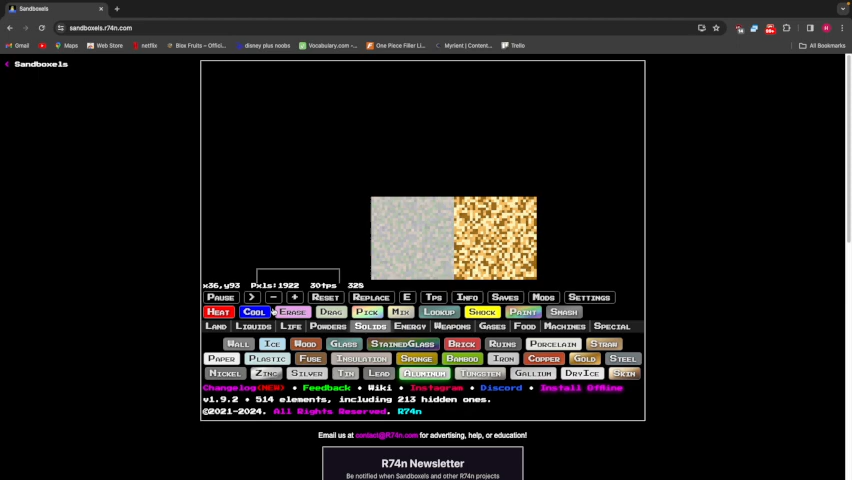 Sandboxels
sandboxels.r74n.com
Gmail YouTube Maps Web Store netflix Blox Fruits – Offici... disney plus noobs Vocabulary.com -... One Piece Filler Li... Myrient | Content... Trello All Bookmarks
< Sandboxels
x36,y93 Pxls:1922 30tps 328
Pause > - + Reset Replace E Tps Info Saves Mods Settings
Heat Cool Erase Drag Pick Mix Lookup Shock Paint Smash
Land Liquids Life Powders Solids Energy Weapons Gases Food Machines Special
Wall Ice Wood Glass StainedGlass Brick Ruins Porcelain Straw
Paper Plastic Fuse Insulation Sponge Bamboo Iron Copper Gold Steel
Nickel Zinc Silver Tin Lead Aluminum Tungsten Gallium DryIce Skin
Changelog(NEW) • Feedback • Wiki • Instagram • Discord • Install Offline
v1.9.2 • 514 elements, including 213 hidden ones.
©2021-2024. All Rights Reserved. R74n
Email us at contact@R74n.com for advertising, help, or education!
R74n Newsletter
Be notified when Sandboxels and other R74n projects